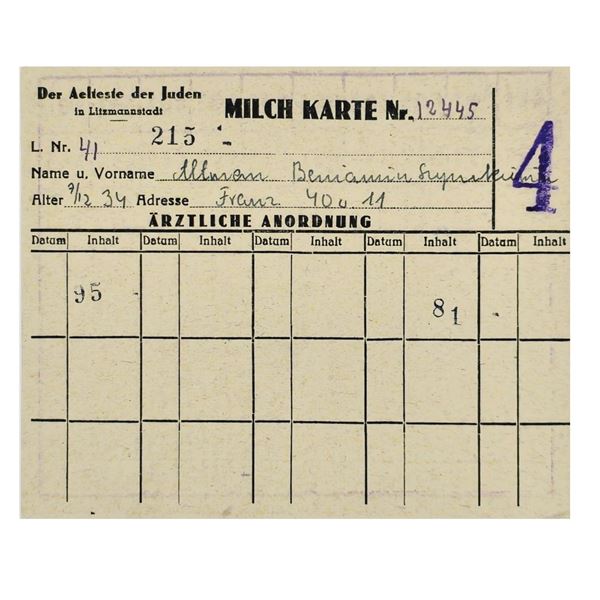 Der Aelteste der Juden
in Litzmannstadt
MILCH KARTE Nr. 12445
4
L. Nr. 41 215
Name u. Vorname Altman Beniamin
Alter 7/12 34 Adresse Franz 40 v. 11
ÄRZTLICHE ANORDNUNG
Datum Inhalt Datum Inhalt Datum Inhalt Datum Inhalt Datum Inhalt
95 81